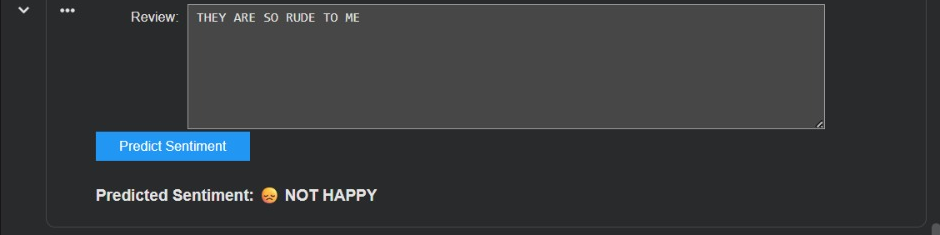 Review: THEY ARE SO RUDE TO ME
Predict Sentiment
Predicted Sentiment: 😞 NOT HAPPY